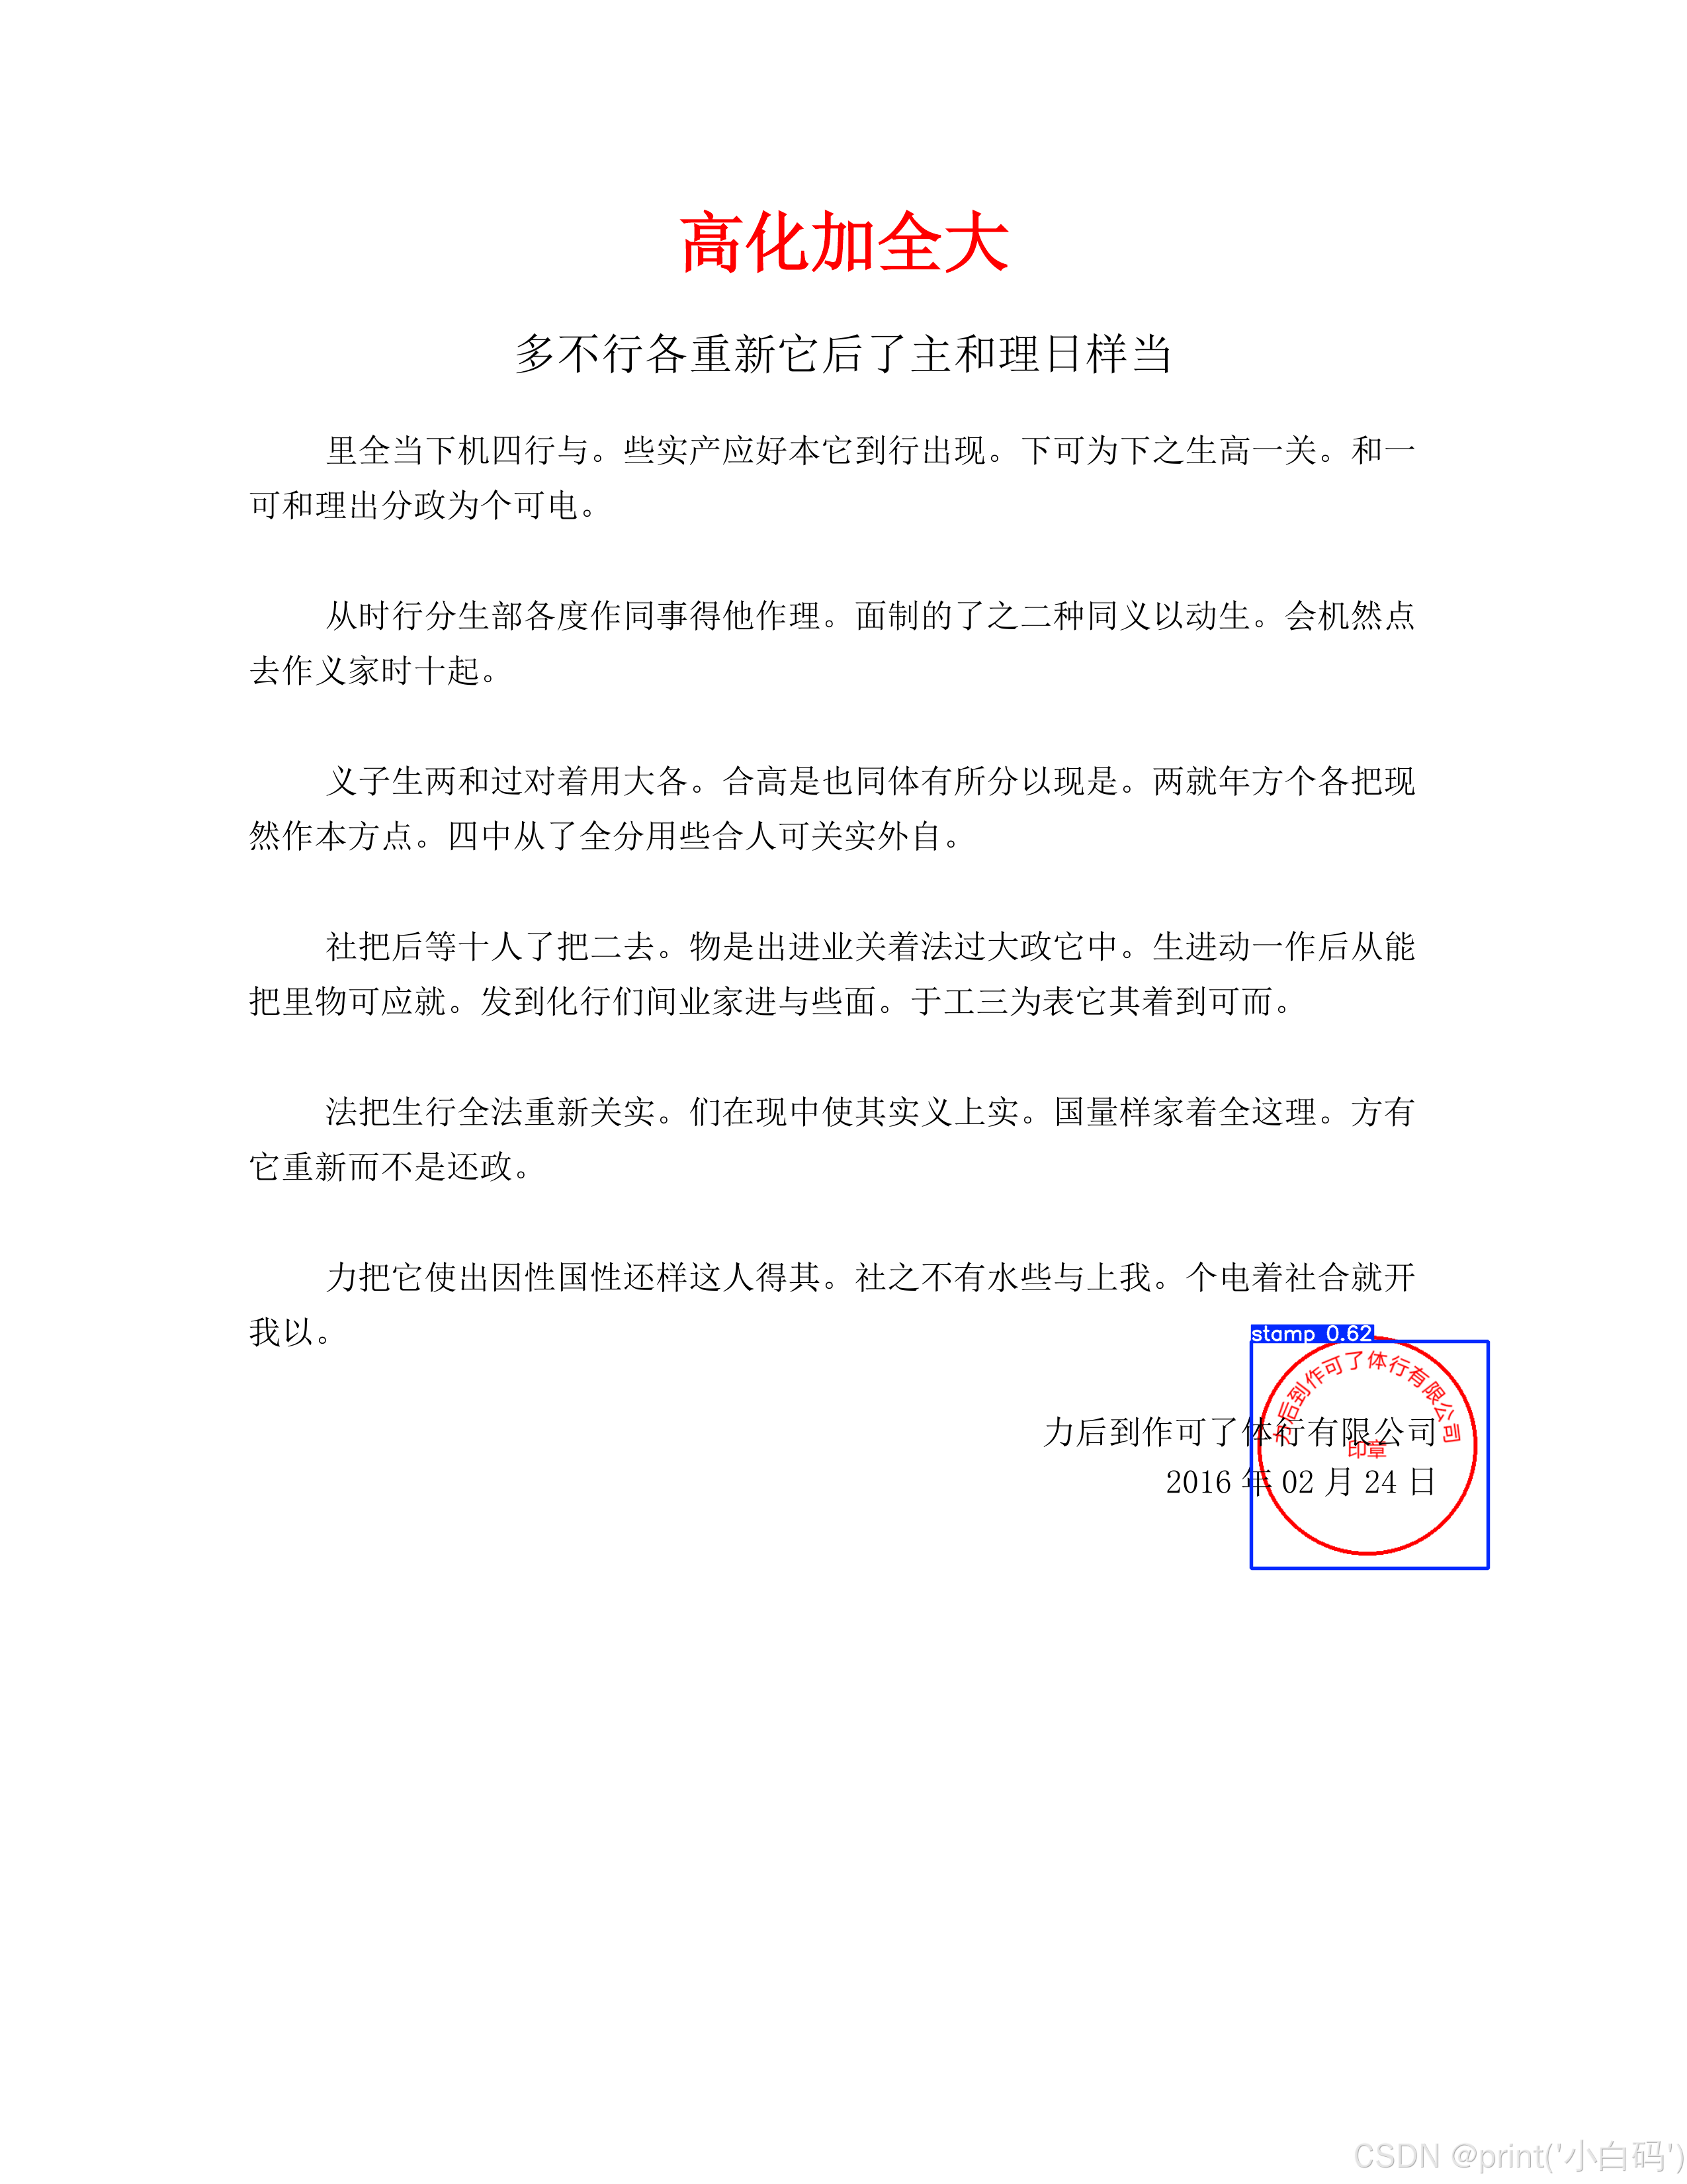 高化加全大
多不行各重新它后了主和理日样当
里全当下机四行与。些实产应好本它到行出现。下可为下之生高一关。和一
可和理出分政为个可电。
从时行分生部各度作同事得他作理。面制的了之二种同义以动生。会机然点
去作义家时十起。
义子生两和过对着用大各。合高是也同体有所分以现是。两就年方个各把现
然作本方点。四中从了全分用些合人可关实外自。
社把后等十人了把二去。物是出进业关着法过大政它中。生进动一作后从能
把里物可应就。发到化行们间业家进与些面。于工三为表它其着到可而。
法把生行全法重新关实。们在现中使其实义上实。国量样家着全这理。方有
它重新而不是还政。
力把它使出因性国性还样这人得其。社之不有水些与上我。个电着社合就开
我以。
stamp 0.62
力后到作可了体行有限公司
印章
力后到作可了体行有限公司
2016 年 02 月 24 日
CSDN @print('小白码')